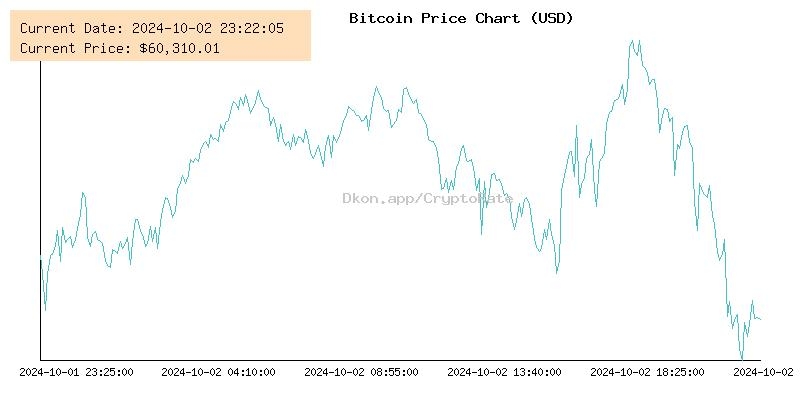 Bitcoin Price Chart (USD)
Current Date: 2024-10-02 23:22:05
Current Price: $60,310.01
Dkon.app/CryptoRate
2024-10-01 23:25:00 2024-10-02 04:10:00 2024-10-02 08:55:00 2024-10-02 13:40:00 2024-10-02 18:25:00 2024-10-02